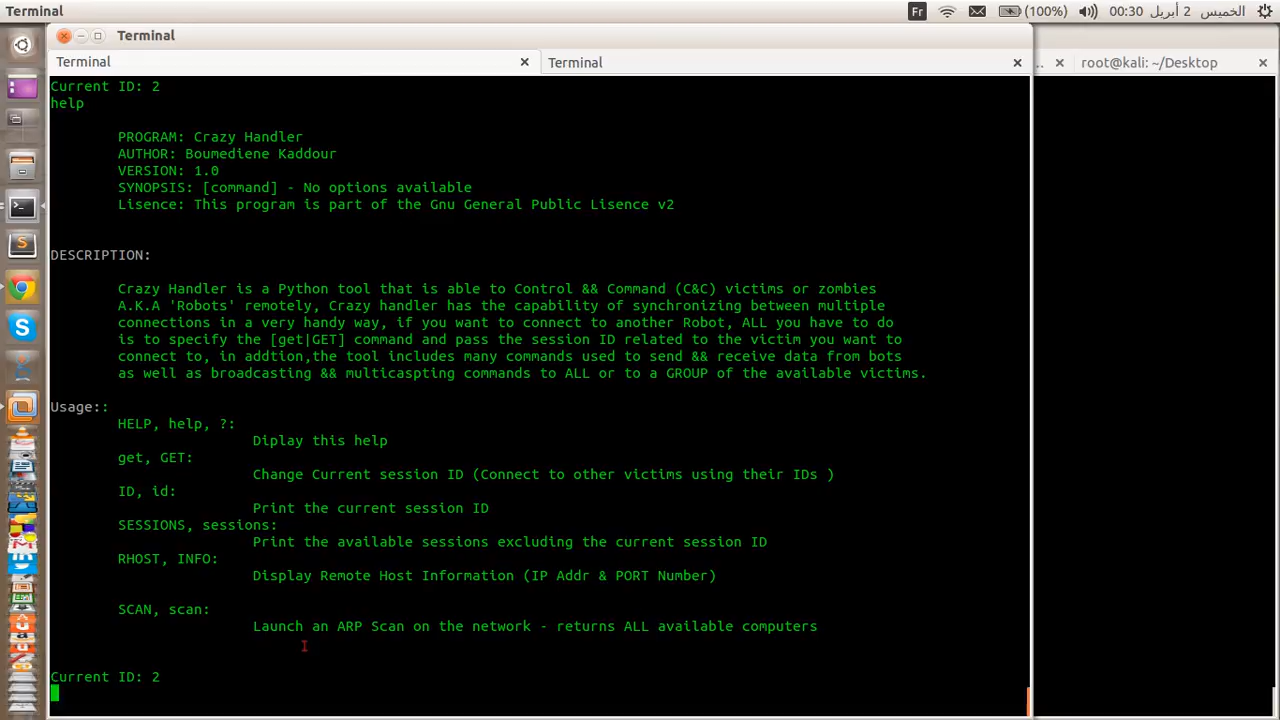 Terminal
Fr
(100%)
00:30 الخميس 2 أبريل
Terminal
Terminal
Terminal
..
root@kali: ~/Desktop
Current ID: 2
help
PROGRAM: Crazy Handler
AUTHOR: Boumediene Kaddour
VERSION: 1.0
SYNOPSIS: [command] - No options available
Lisence: This program is part of the Gnu General Public Lisence v2
DESCRIPTION:
Crazy Handler is a Python tool that is able to Control && Command (C&C) victims or zombies
A.K.A 'Robots' remotely, Crazy handler has the capability of synchronizing between multiple
connections in a very handy way, if you want to connect to another Robot, ALL you have to do
is to specify the [get|GET] command and pass the session ID related to the victim you want to
connect to, in addtion,the tool includes many commands used to send && receive data from bots
as well as broadcasting && multicaspting commands to ALL or to a GROUP of the available victims.
Usage::
HELP, help, ?:
Diplay this help
get, GET:
Change Current session ID (Connect to other victims using their IDs )
ID, id:
Print the current session ID
SESSIONS, sessions:
Print the available sessions excluding the current session ID
RHOST, INFO:
Display Remote Host Information (IP Addr & PORT Number)
SCAN, scan:
Launch an ARP Scan on the network - returns ALL available computers
Current ID: 2